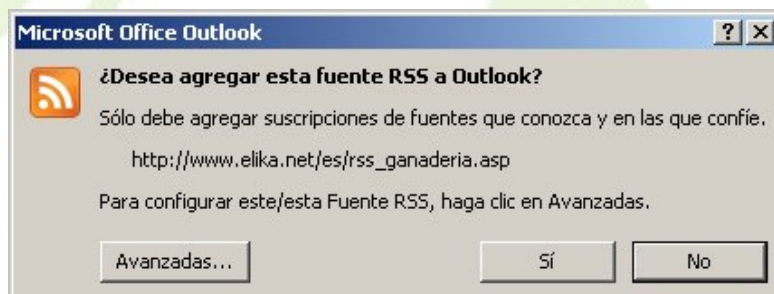 Microsoft Office Outlook
¿Desea agregar esta fuente RSS a Outlook?
Sólo debe agregar suscripciones de fuentes que conozca y en las que confíe.
http://www.elika.net/es/rss_ganaderia.asp
Para configurar este/esta Fuente RSS, haga clic en Avanzadas.
Avanzadas... Sí No